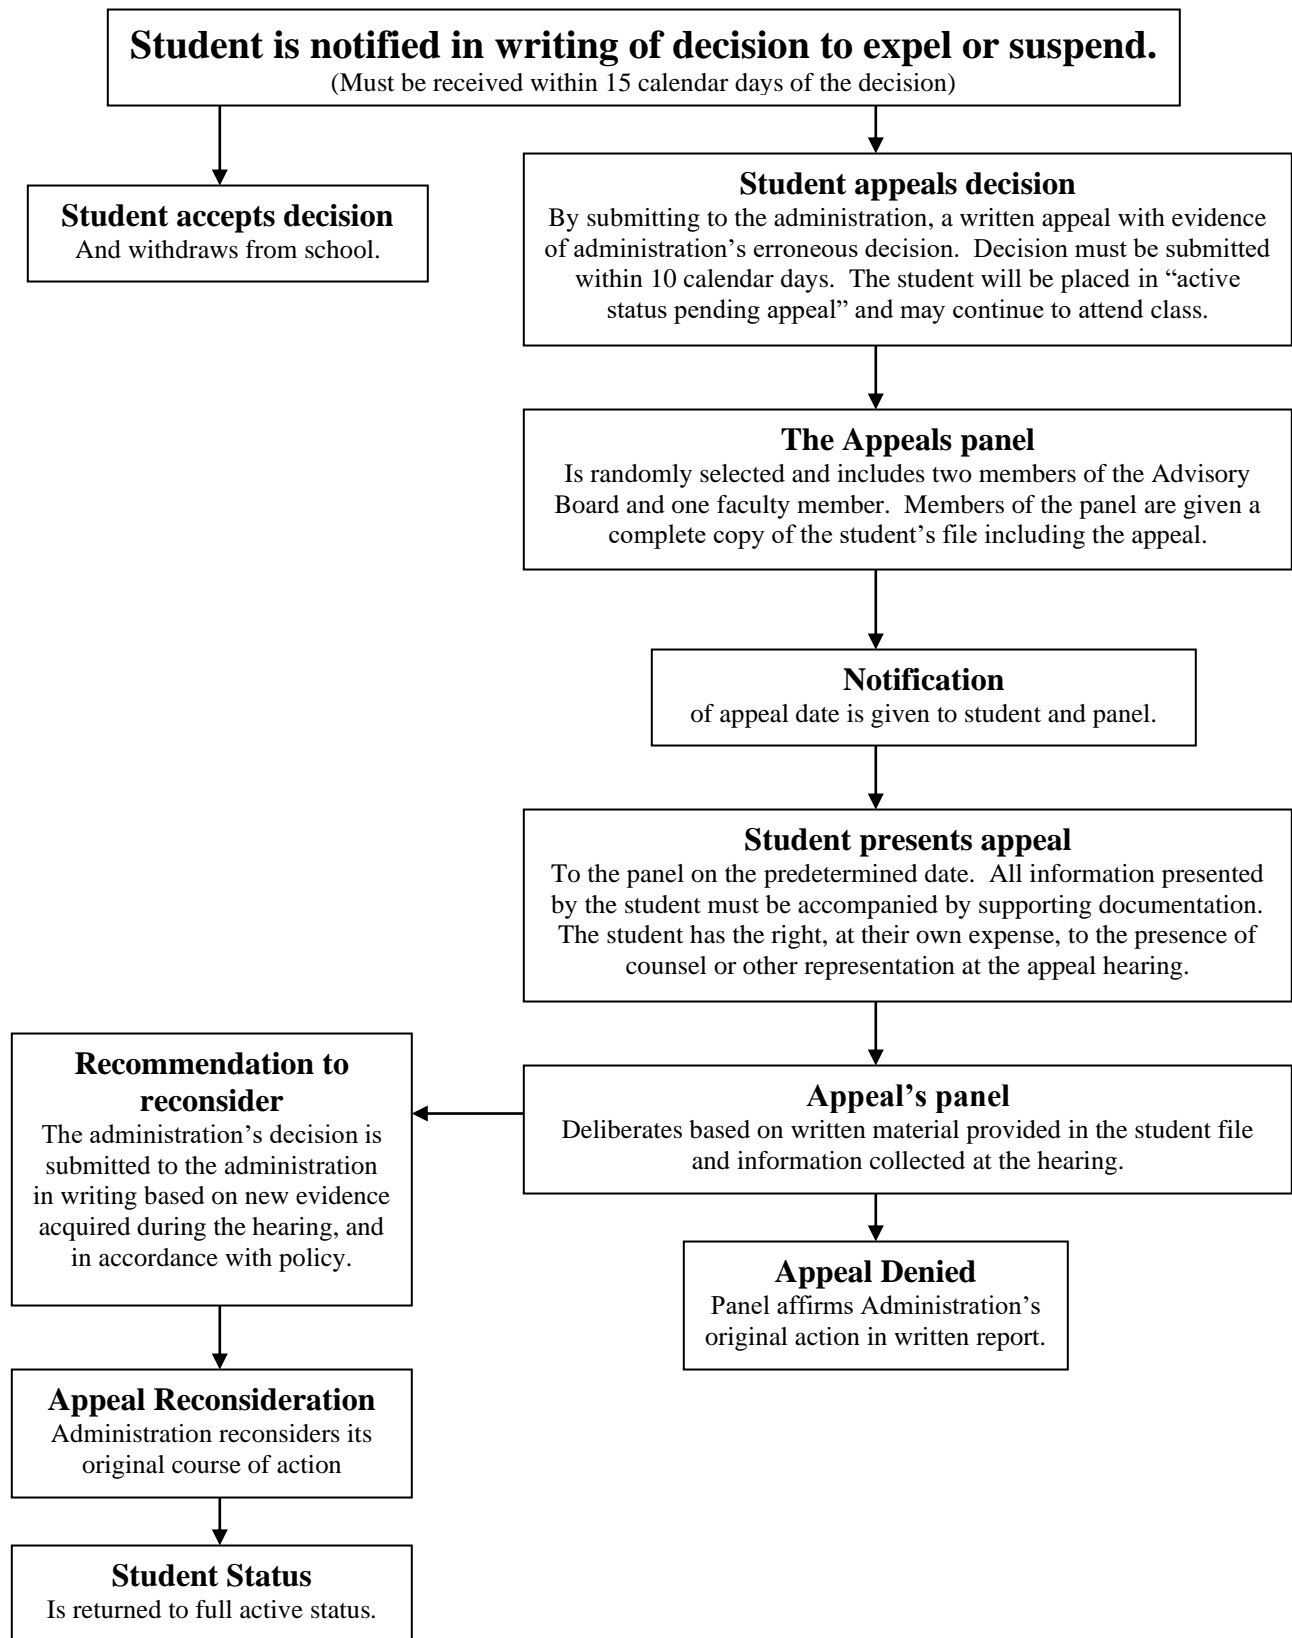 Student is notified in writing of decision to expel or suspend.
(Must be received within 15 calendar days of the decision)
Student accepts decision
And withdraws from school.
Student appeals decision
By submitting to the administration, a written appeal with evidence
of administration’s erroneous decision.  Decision must be submitted
within 10 calendar days.  The student will be placed in “active
status pending appeal” and may continue to attend class.
The Appeals panel
Is randomly selected and includes two members of the Advisory
Board and one faculty member.  Members of the panel are given a
complete copy of the student’s file including the appeal.
Notification
of appeal date is given to student and panel.
Student presents appeal
To the panel on the predetermined date.  All information presented
by the student must be accompanied by supporting documentation.
The student has the right, at their own expense, to the presence of
counsel or other representation at the appeal hearing.
Appeal’s panel
Deliberates based on written material provided in the student file
and information collected at the hearing.
Recommendation to
reconsider
The administration’s decision is
submitted to the administration
in writing based on new evidence
acquired during the hearing, and
in accordance with policy.
Appeal Denied
Panel affirms Administration’s
original action in written report.
Appeal Reconsideration
Administration reconsiders its
original course of action
Student Status
Is returned to full active status.